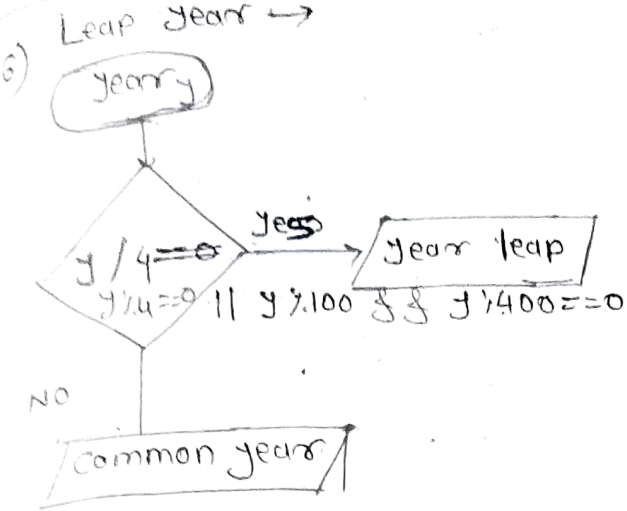 6) Leap year →
year y
yes
y / 4==0
year leap
y%4==0 || y%100 && y%400==0
NO
common year